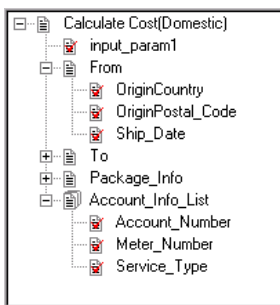 Calculate Cost(Domestic)
input_param1
From
OriginCountry
OriginPostal_Code
Ship_Date
To
Package_Info
Account_Info_List
Account_Number
Meter_Number
Service_Type